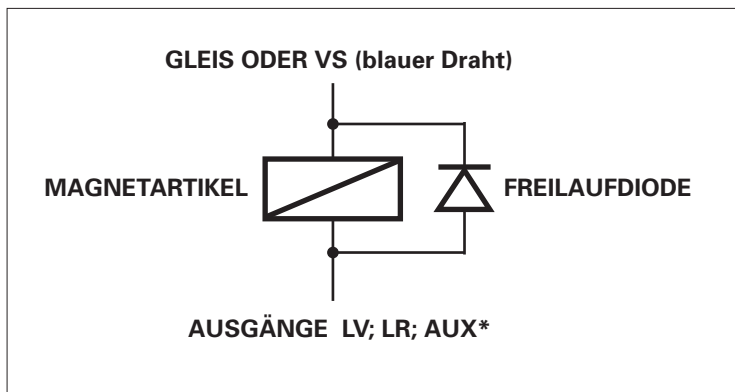 GLEIS ODER VS (blauer Draht)
MAGNETARTIKEL
FREILAUFDIODE
AUSGÄNGE LV; LR; AUX*